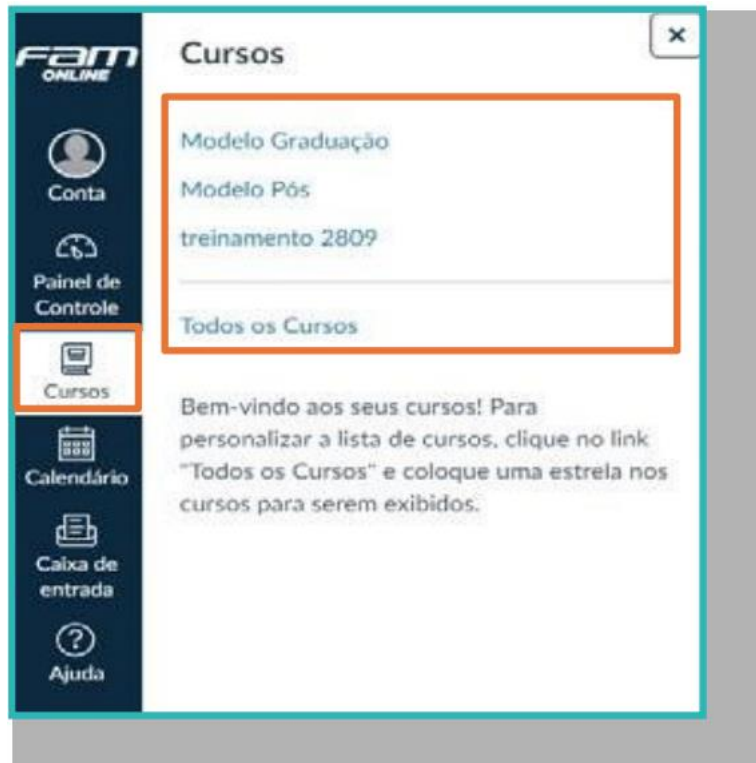 Fam
ONLINE
Conta
Painel de
Controle
Cursos
Calendário
Caixa de
entrada
Ajuda
Cursos
×
Modelo Graduação
Modelo Pós
treinamento 2809
Todos os Cursos
Bem-vindo aos seus cursos! Para
personalizar a lista de cursos, clique no link
"Todos os Cursos" e coloque uma estrela nos
cursos para serem exibidos.